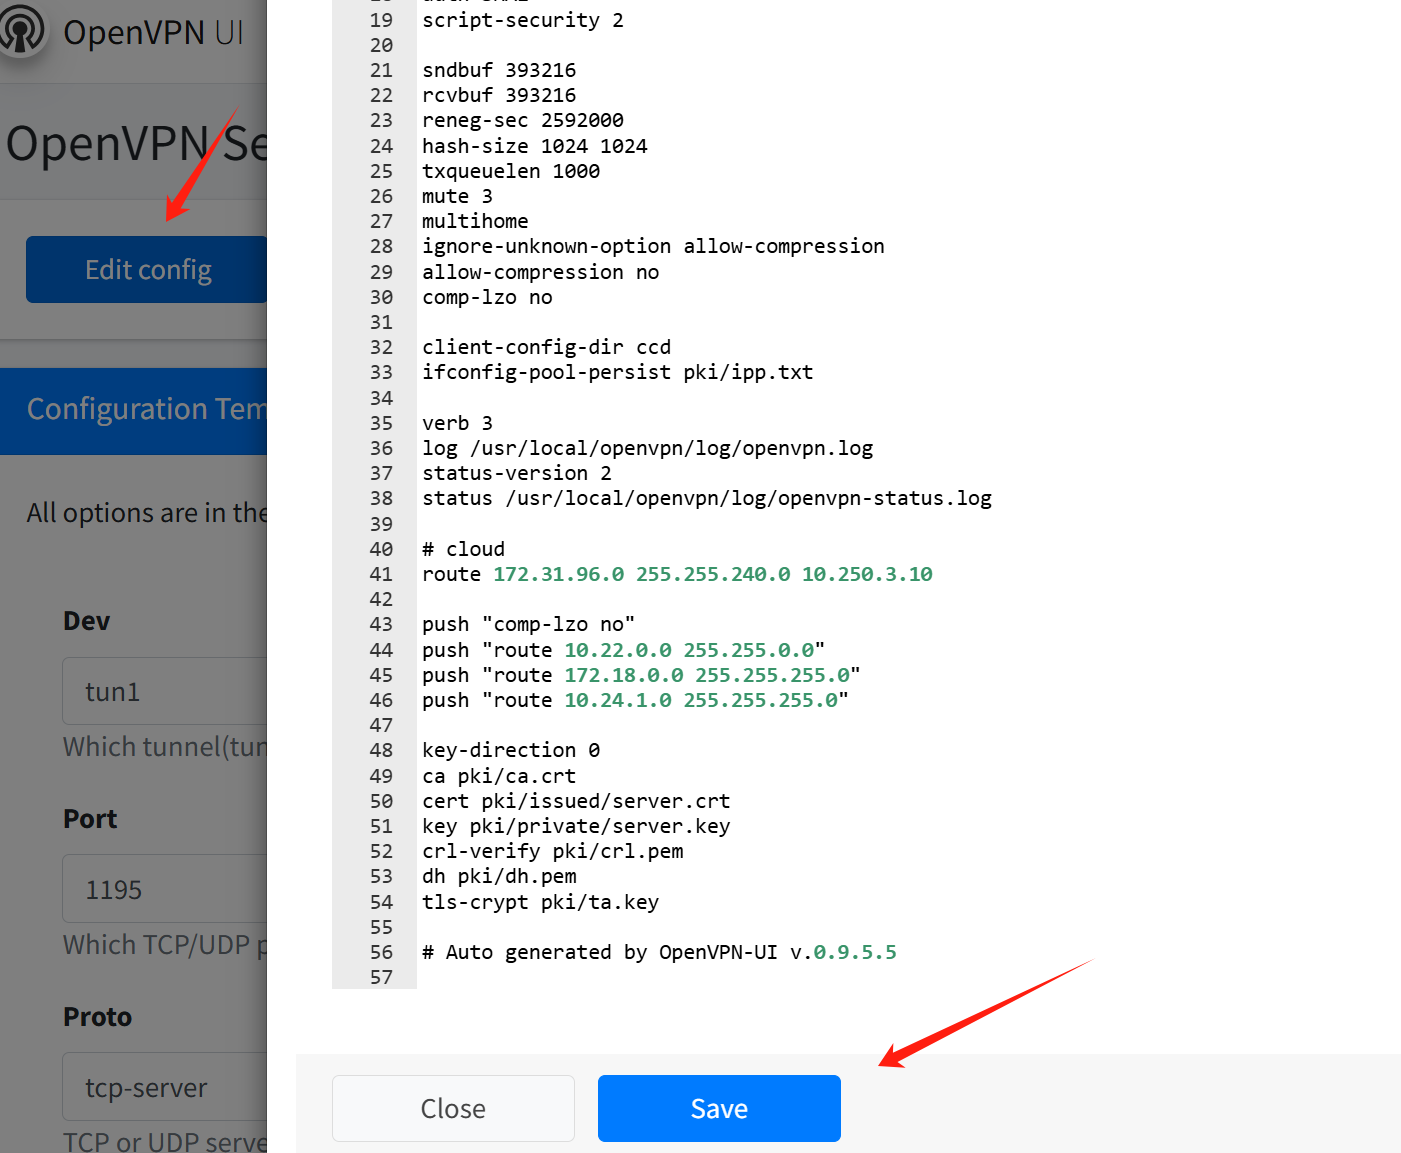 OpenVPN UI
OpenVPN Se
Edit config
Configuration Tem
All options are in the
Dev
tun1
Which tunnel(tun
Port
1195
Which TCP/UDP p
Proto
tcp-server
TCP or UDP serve
19 script-security 2
20
21 sndbuf 393216
22 rcvbuf 393216
23 reneg-sec 2592000
24 hash-size 1024 1024
25 txqueuelen 1000
26 mute 3
27 multihome
28 ignore-unknown-option allow-compression
29 allow-compression no
30 comp-lzo no
31
32 client-config-dir ccd
33 ifconfig-pool-persist pki/ipp.txt
34
35 verb 3
36 log /usr/local/openvpn/log/openvpn.log
37 status-version 2
38 status /usr/local/openvpn/log/openvpn-status.log
39
40 # cloud
41 route 172.31.96.0 255.255.240.0 10.250.3.10
42
43 push "comp-lzo no"
44 push "route 10.22.0.0 255.255.0.0"
45 push "route 172.18.0.0 255.255.255.0"
46 push "route 10.24.1.0 255.255.255.0"
47
48 key-direction 0
49 ca pki/ca.crt
50 cert pki/issued/server.crt
51 key pki/private/server.key
52 crl-verify pki/crl.pem
53 dh pki/dh.pem
54 tls-crypt pki/ta.key
55
56 # Auto generated by OpenVPN-UI v.0.9.5.5
57
Close
Save